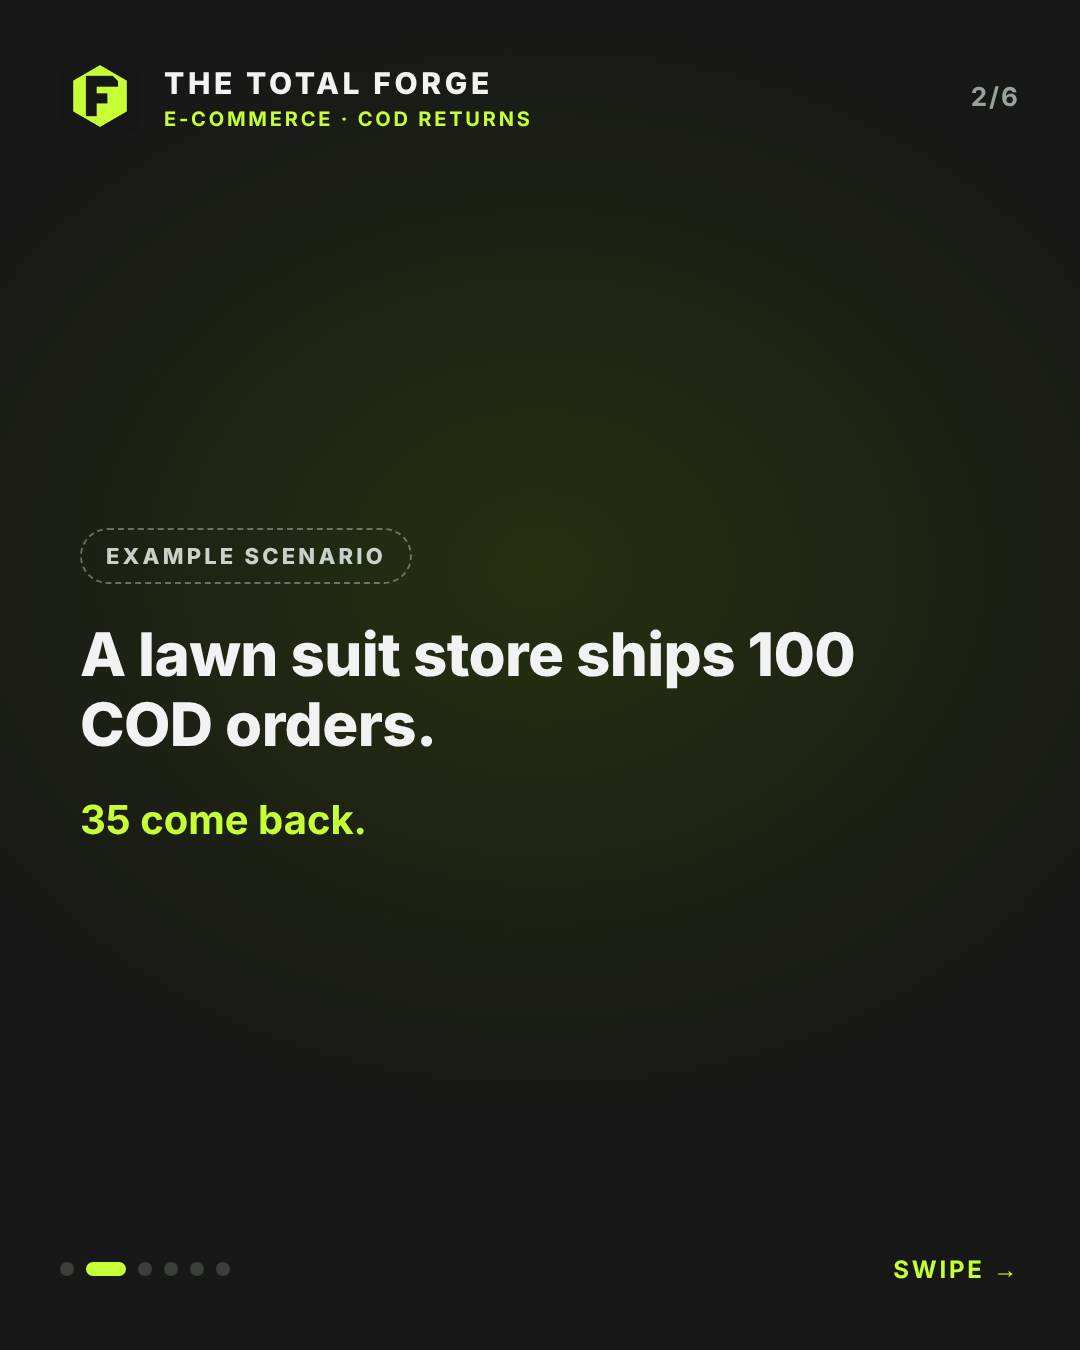 THE TOTAL FORGE
E-COMMERCE · COD RETURNS
2/6
EXAMPLE SCENARIO
A lawn suit store ships 100
COD orders.
35 come back.
SWIPE →